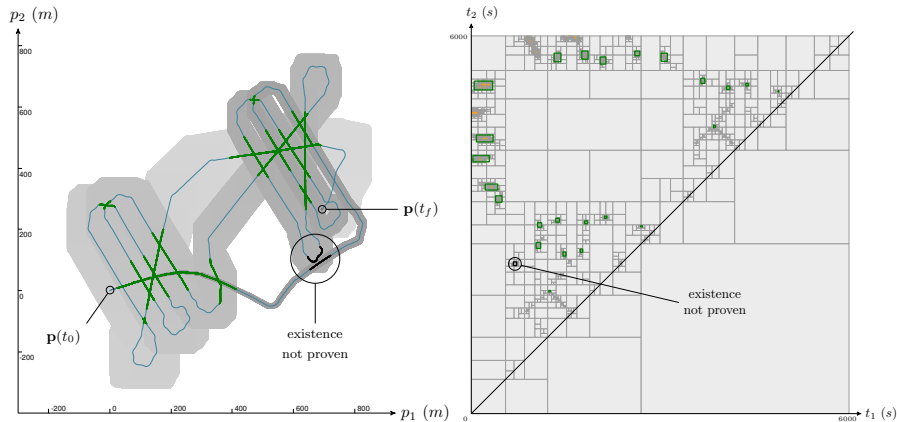 p₂ (m)
800
600
400
200
0
-200
-200
0
200
400
600
800
p₁ (m)
p(t₀)
p(t_f)
existence
not proven
t₂ (s)
6000
0
6000
t₁ (s)
existence
not proven